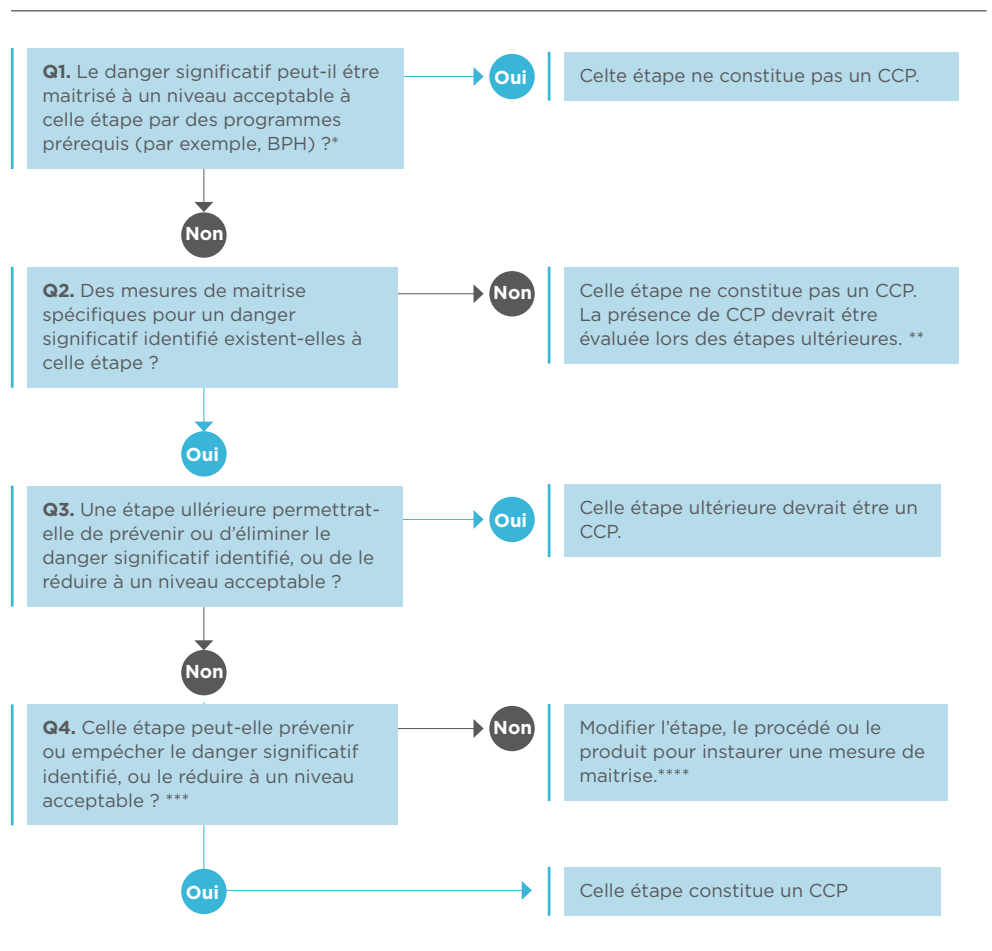 Q1. Le danger significatif peut-il étre
maitrisé à un niveau acceptable à
celle étape par des programmes
prérequis (par exemple, BPH) ?*
Oui
Celte étape ne constitue pas un CCP.
Non
Q2. Des mesures de maitrise
spécifiques pour un danger
significatif identifié existent-elles à
celle étape ?
Non
Celle étape ne constitue pas un CCP.
La présence de CCP devrait étre
évaluée lors des étapes ultérieures. **
Oui
Q3. Une étape ullérieure permettrat-
elle de prévenir ou d’éliminer le
danger significatif identifié, ou de le
réduire à un niveau acceptable ?
Oui
Celle étape ultérieure devrait étre un
CCP.
Non
Q4. Celle étape peut-elle prévenir
ou empécher le danger significatif
identifié, ou le réduire à un niveau
acceptable ? ***
Non
Modifier l’étape, le procédé ou le
produit pour instaurer une mesure de
maitrise.****
Oui
Celle étape constitue un CCP